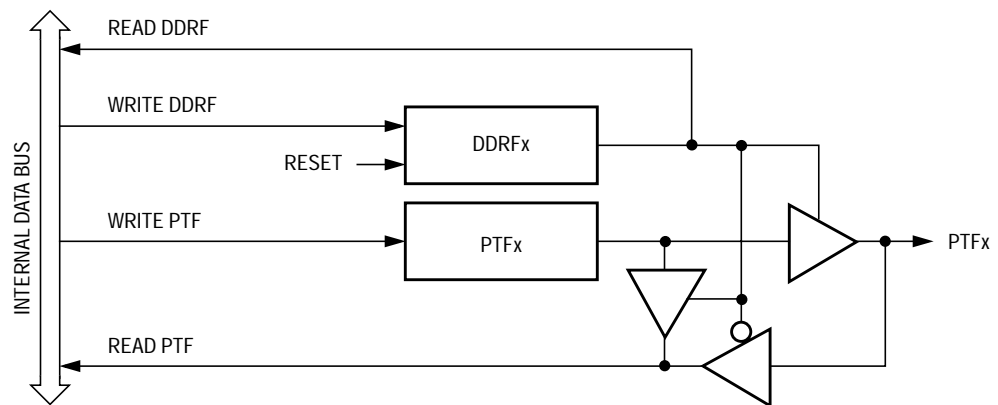 READ DDRF
WRITE DDRF
DDRFx
RESET
INTERNAL DATA BUS
WRITE PTF
PTFx
PTFx
READ PTF